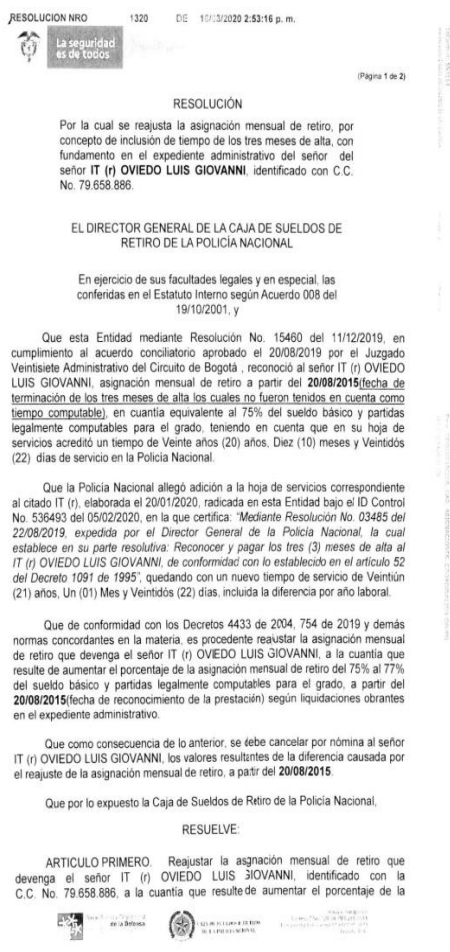 RESOLUCION NRO 1320 DE 10/03/2020 2:53:16 p. m.
La seguridad
es de todos
(Página 1 de 2)
RESOLUCIÓN
Por la cual se reajusta la asignación mensual de retiro, por
concepto de inclusión de tiempo de los tres meses de alta, con
fundamento en el expediente administrativo del señor del
señor IT (r) OVIEDO LUIS GIOVANNI, identificado con C.C.
No. 79.658.886.
EL DIRECTOR GENERAL DE LA CAJA DE SUELDOS DE
RETIRO DE LA POLICÍA NACIONAL
En ejercicio de sus facultades legales y en especial, las
conferidas en el Estatuto Interno según Acuerdo 008 del
19/10/2001, y
Que esta Entidad mediante Resolución No. 15460 del 11/12/2019, en
cumplimiento al acuerdo conciliatorio aprobado el 20/08/2019 por el Juzgado
Veintisiete Administrativo del Circuito de Bogotá , reconoció al señor IT (r) OVIEDO
LUIS GIOVANNI, asignación mensual de retiro a partir del 20/08/2015(fecha de
terminación de los tres meses de alta los cuales no fueron tenidos en cuenta como
tiempo computable), en cuantía equivalente al 75% del sueldo básico y partidas
legalmente computables para el grado, teniendo en cuenta que en su hoja de
servicios acreditó un tiempo de Veinte años (20) años, Diez (10) meses y Veintidós
(22) días de servicio en la Policía Nacional.
Que la Policía Nacional allegó adición a la hoja de servicios correspondiente
al citado IT (r), elaborada el 20/01/2020, radicada en esta Entidad bajo el ID Control
No. 536493 del 05/02/2020, en la que certifica: “Mediante Resolución No. 03485 del
22/08/2019, expedida por el Director General de la Policía Nacional, la cual
establece en su parte resolutiva: Reconocer y pagar los tres (3) meses de alta al
IT (r) OVIEDO LUIS GIOVANNI, de conformidad con lo establecido en el artículo 52
del Decreto 1091 de 1995”, quedando con un nuevo tiempo de servicio de Veintiún
(21) años, Un (01) Mes y Veintidós (22) días, incluida la diferencia por año laboral.
Que de conformidad con los Decretos 4433 de 2004, 754 de 2019 y demás
normas concordantes en la materia, es procedente reajustar la asignación mensual
de retiro que devenga el señor IT (r) OVIEDO LUIS GIOVANNI, a la cuantía que
resulte de aumentar el porcentaje de la asignación mensual de retiro del 75% al 77%
del sueldo básico y partidas legalmente computables para el grado, a partir del
20/08/2015(fecha de reconocimiento de la prestación) según liquidaciones obrantes
en el expediente administrativo.
Que como consecuencia de lo anterior, se debe cancelar por nómina al señor
IT (r) OVIEDO LUIS GIOVANNI, los valores resultantes de la diferencia causada por
el reajuste de la asignación mensual de retiro, a partir del 20/08/2015.
Que por lo expuesto la Caja de Sueldos de Retiro de la Policía Nacional,
RESUELVE:
ARTICULO PRIMERO. Reajustar la asignación mensual de retiro que
devenga el señor IT (r) OVIEDO LUIS GIOVANNI, identificado con la
C.C. No. 79.658.886, a la cuantía que resulte de aumentar el porcentaje de la
de la Defensa